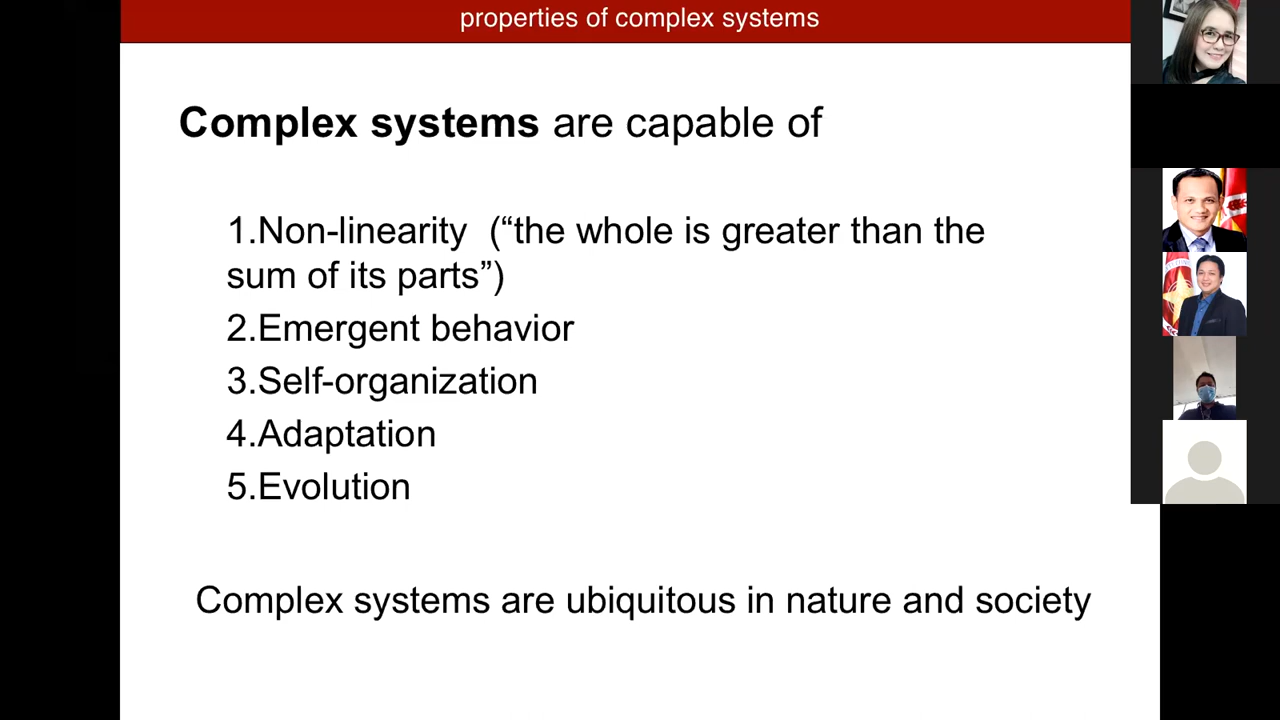 properties of complex systems
Complex systems are capable of
1.Non-linearity (“the whole is greater than the
sum of its parts”)
2.Emergent behavior
3.Self-organization
4.Adaptation
5.Evolution
Complex systems are ubiquitous in nature and society